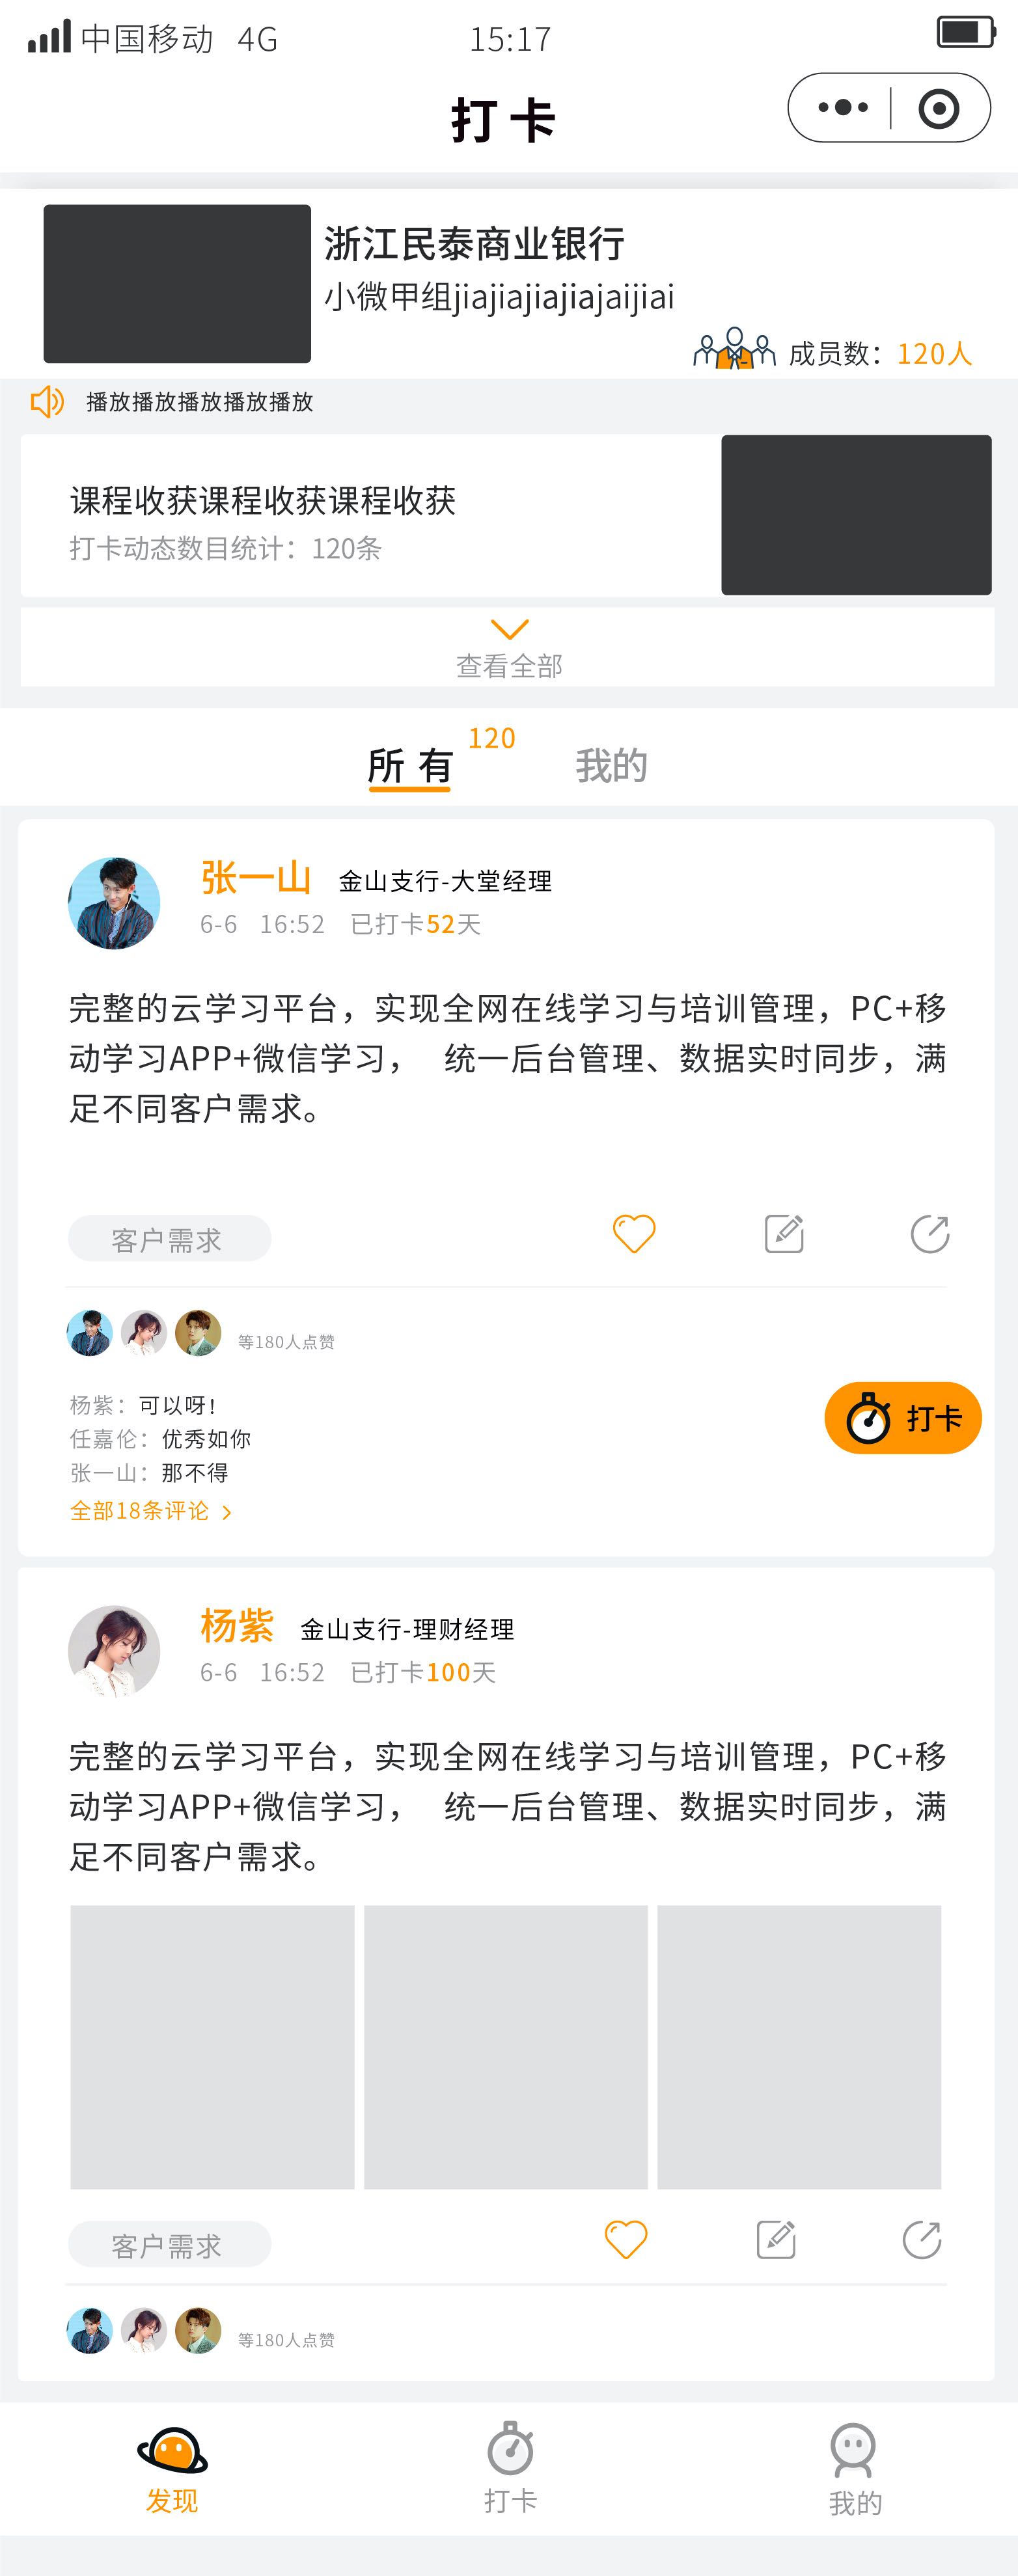 中国移动 4G 15:17
打卡
浙江民泰商业银行
小微甲组jiajiajiajiajaijiai
成员数：120人
播放播放播放播放播放
课程收获课程收获课程收获
打卡动态数目统计：120条
查看全部
所有 120 我的
张一山 金山支行-大堂经理
6-6 16:52 已打卡52天
完整的云学习平台，实现全网在线学习与培训管理，PC+移
动学习APP+微信学习， 统一后台管理、数据实时同步，满
足不同客户需求。
客户需求
等180人点赞
杨紫：可以呀！
任嘉伦：优秀如你
张一山：那不得
全部18条评论 >
打卡
杨紫 金山支行-理财经理
6-6 16:52 已打卡100天
完整的云学习平台，实现全网在线学习与培训管理，PC+移
动学习APP+微信学习， 统一后台管理、数据实时同步，满
足不同客户需求。
客户需求
等180人点赞
发现 打卡 我的